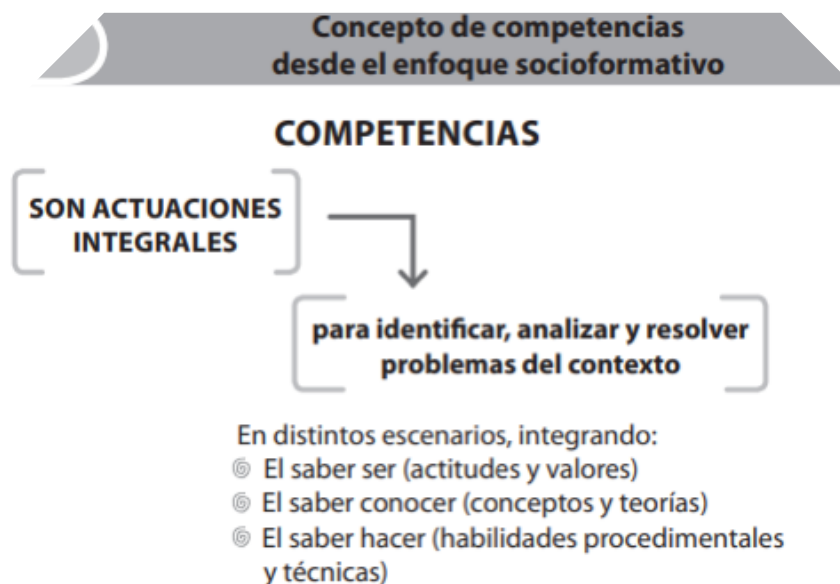 Concepto de competencias
desde el enfoque socioformativo
COMPETENCIAS
SON ACTUACIONES
INTEGRALES
para identificar, analizar y resolver
problemas del contexto
En distintos escenarios, integrando:
El saber ser (actitudes y valores)
El saber conocer (conceptos y teorías)
El saber hacer (habilidades procedimentales
y técnicas)